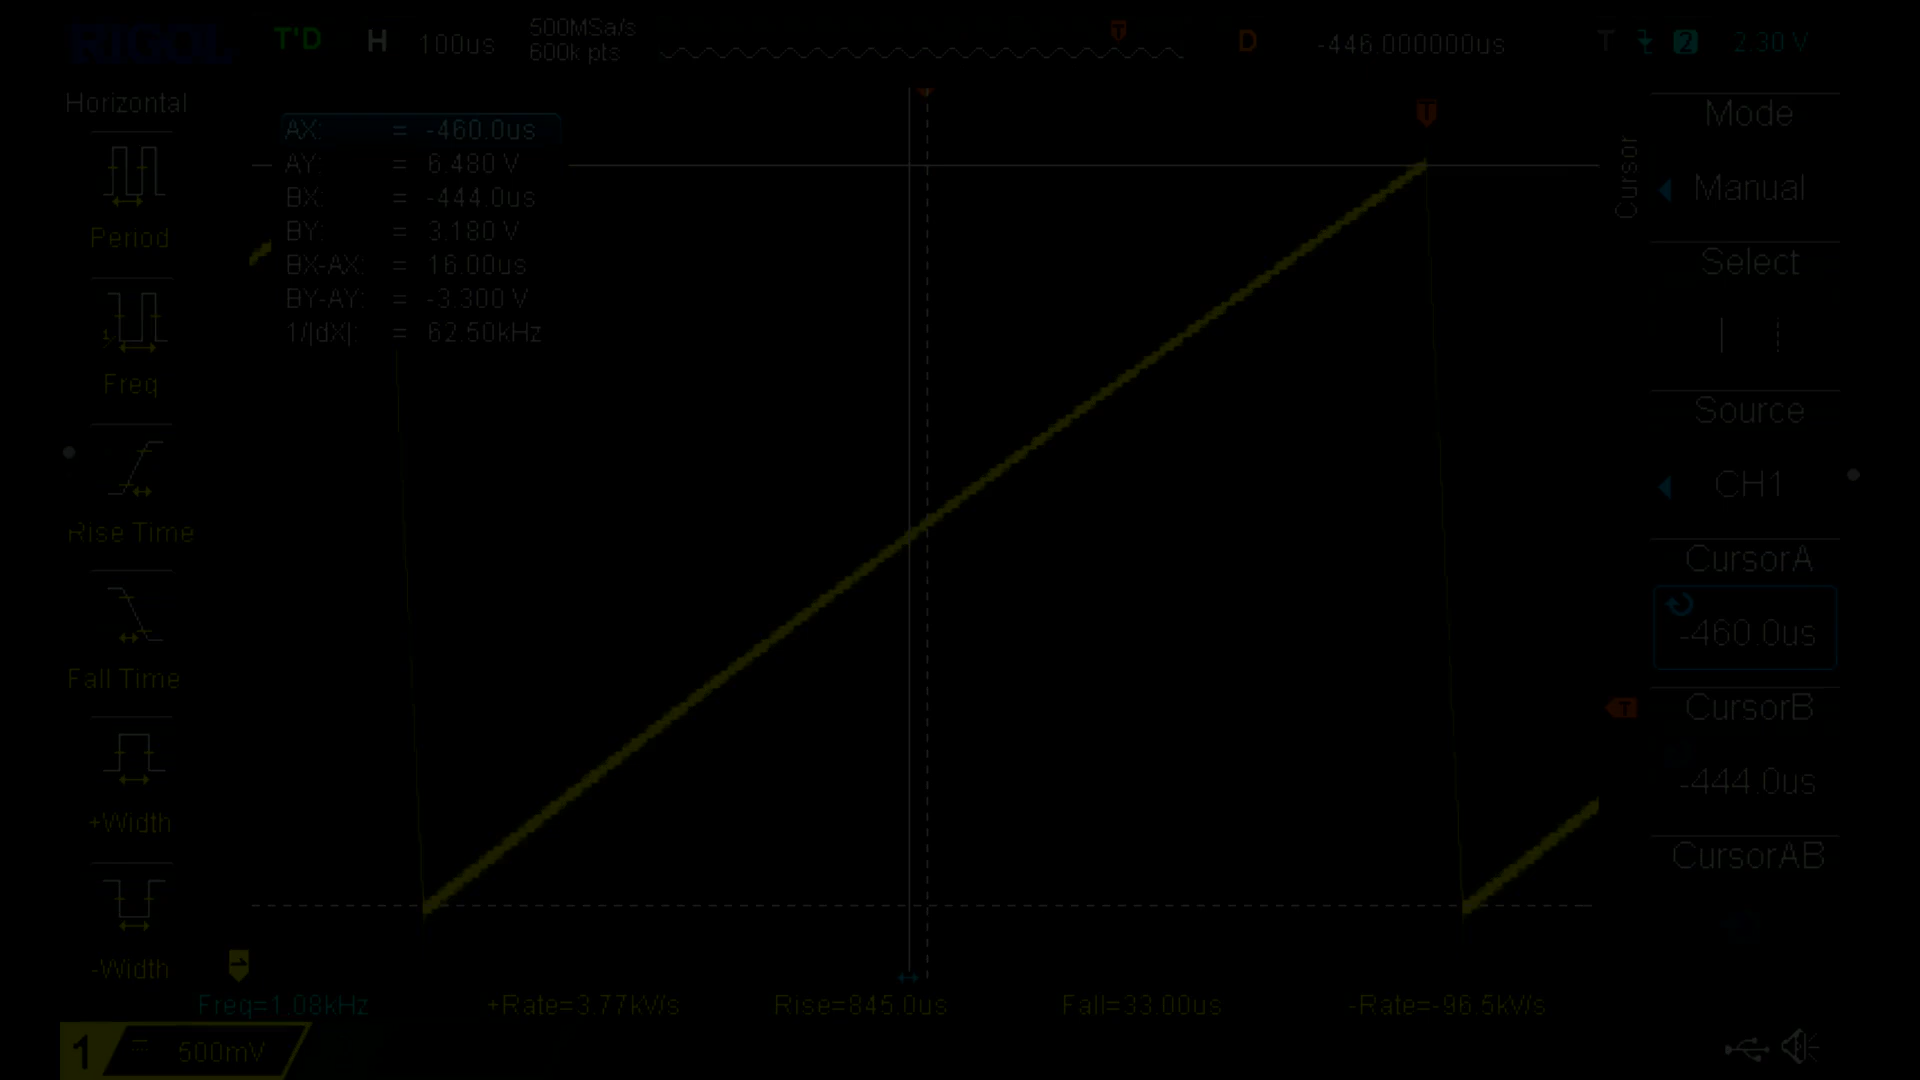 RIGOL T'D H 100us 500MSa/s 600k pts T D -446.000000us T 2 2.30 V
Horizontal
Period
Freq
Rise Time
Fall Time
+Width
-Width
AX: = -460.0us
AY: = 6.480 V
BX: = -444.0us
BY: = 3.180 V
BX-AX: = 16.00us
BY-AY: = -3.300 V
1/|dX|: = 62.50kHz
T
T
Cursor
Mode
Manual
Select
Source
CH1
CursorA
-460.0us
CursorB
-444.0us
CursorAB
Freq=1.08kHz +Rate=3.77kV/s Rise=845.0us Fall=33.00us -Rate=-96.5kV/s
1 500mV